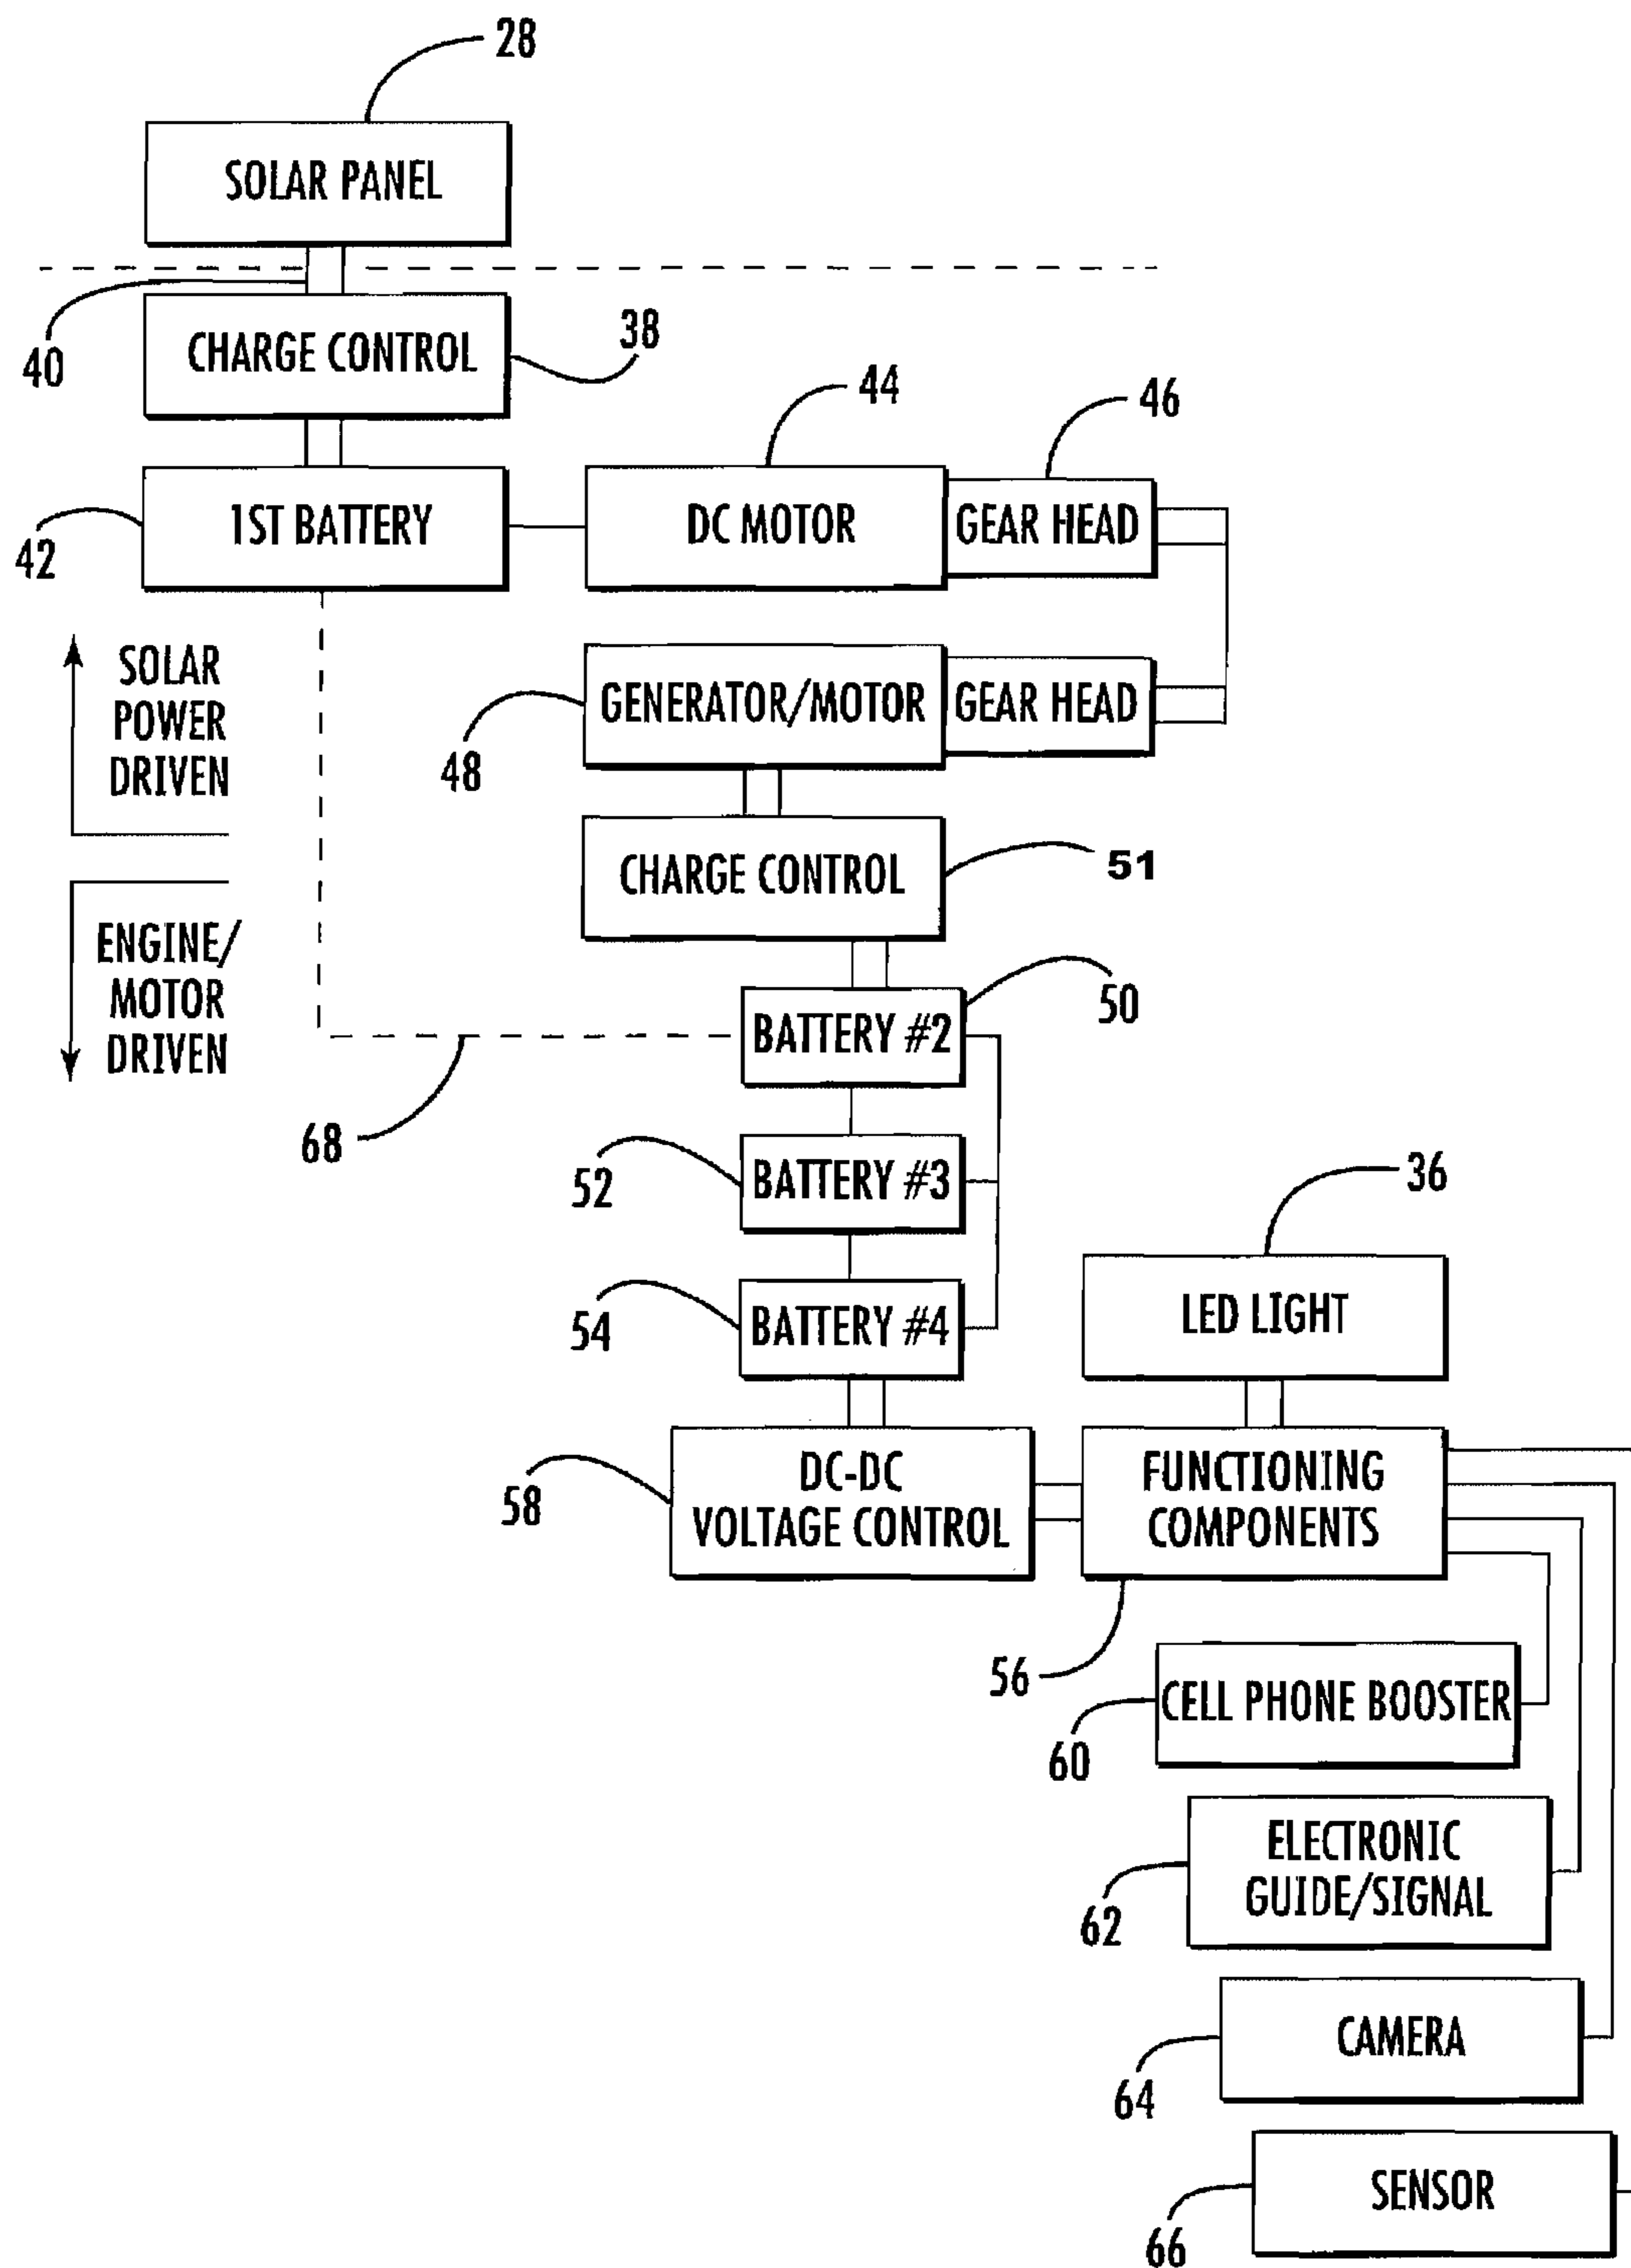 28
SOLAR PANEL
40
CHARGE CONTROL
38
44
46
42
1ST BATTERY
DC MOTOR
GEAR HEAD
SOLAR
POWER
DRIVEN
GENERATOR/MOTOR
GEAR HEAD
48
CHARGE CONTROL
51
ENGINE/
MOTOR
DRIVEN
BATTERY #2
50
68
52
BATTERY #3
36
54
BATTERY #4
LED LIGHT
58
DC-DC
VOLTAGE CONTROL
FUNCTIONING
COMPONENTS
56
CELL PHONE BOOSTER
60
ELECTRONIC
GUIDE/SIGNAL
62
CAMERA
64
SENSOR
66